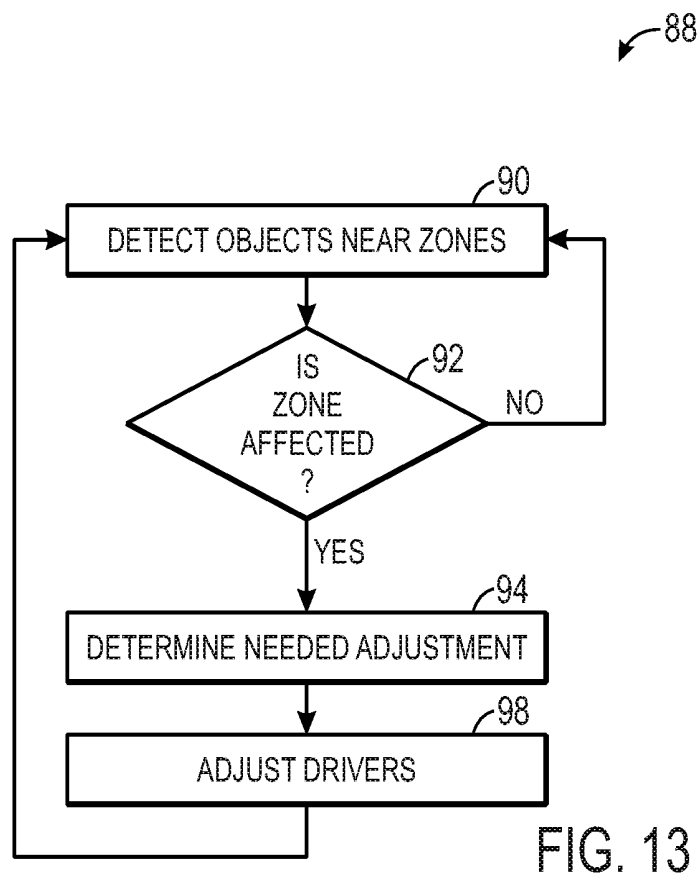 88
90
DETECT OBJECTS NEAR ZONES
92
IS
ZONE
AFFECTED
?
NO
YES
94
DETERMINE NEEDED ADJUSTMENT
98
ADJUST DRIVERS
FIG. 13